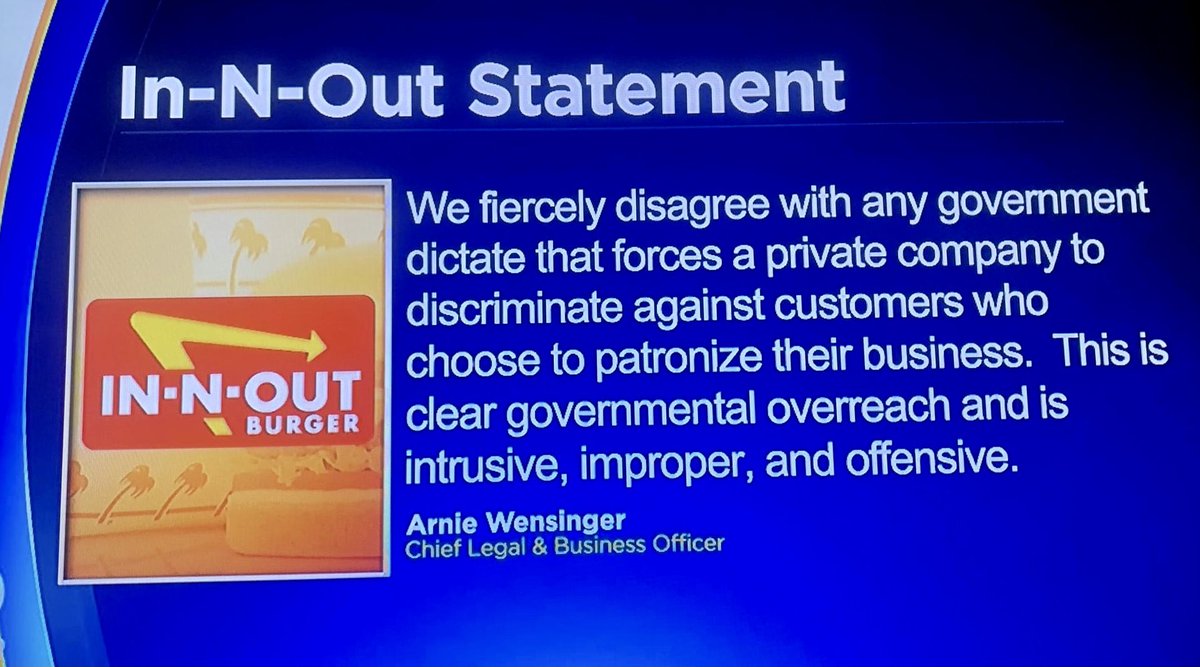 In-N-Out Statement
We fiercely disagree with any government
dictate that forces a private company to
discriminate against customers who
choose to patronize their business.  This is
clear governmental overreach and is
intrusive, improper, and offensive.
IN-N-OUT
BURGER
Arnie Wensinger
Chief Legal & Business Officer